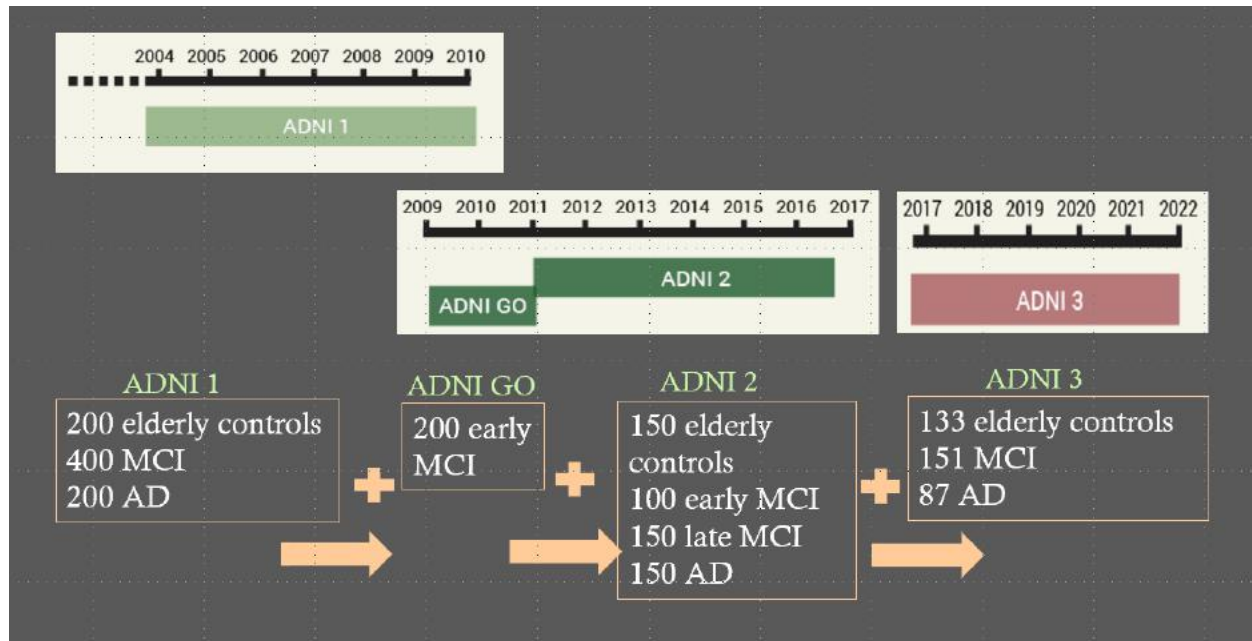 2004 2005 2006 2007 2008 2009 2010
ADNI 1
2009 2010 2011 2012 2013 2014 2015 2016 2017
ADNI 2
ADNI GO
2017 2018 2019 2020 2021 2022
ADNI 3
ADNI 1
200 elderly controls
400 MCI
200 AD
ADNI GO
200 early
MCI
ADNI 2
150 elderly
controls
100 early MCI
150 late MCI
150 AD
ADNI 3
133 elderly controls
151 MCI
87 AD